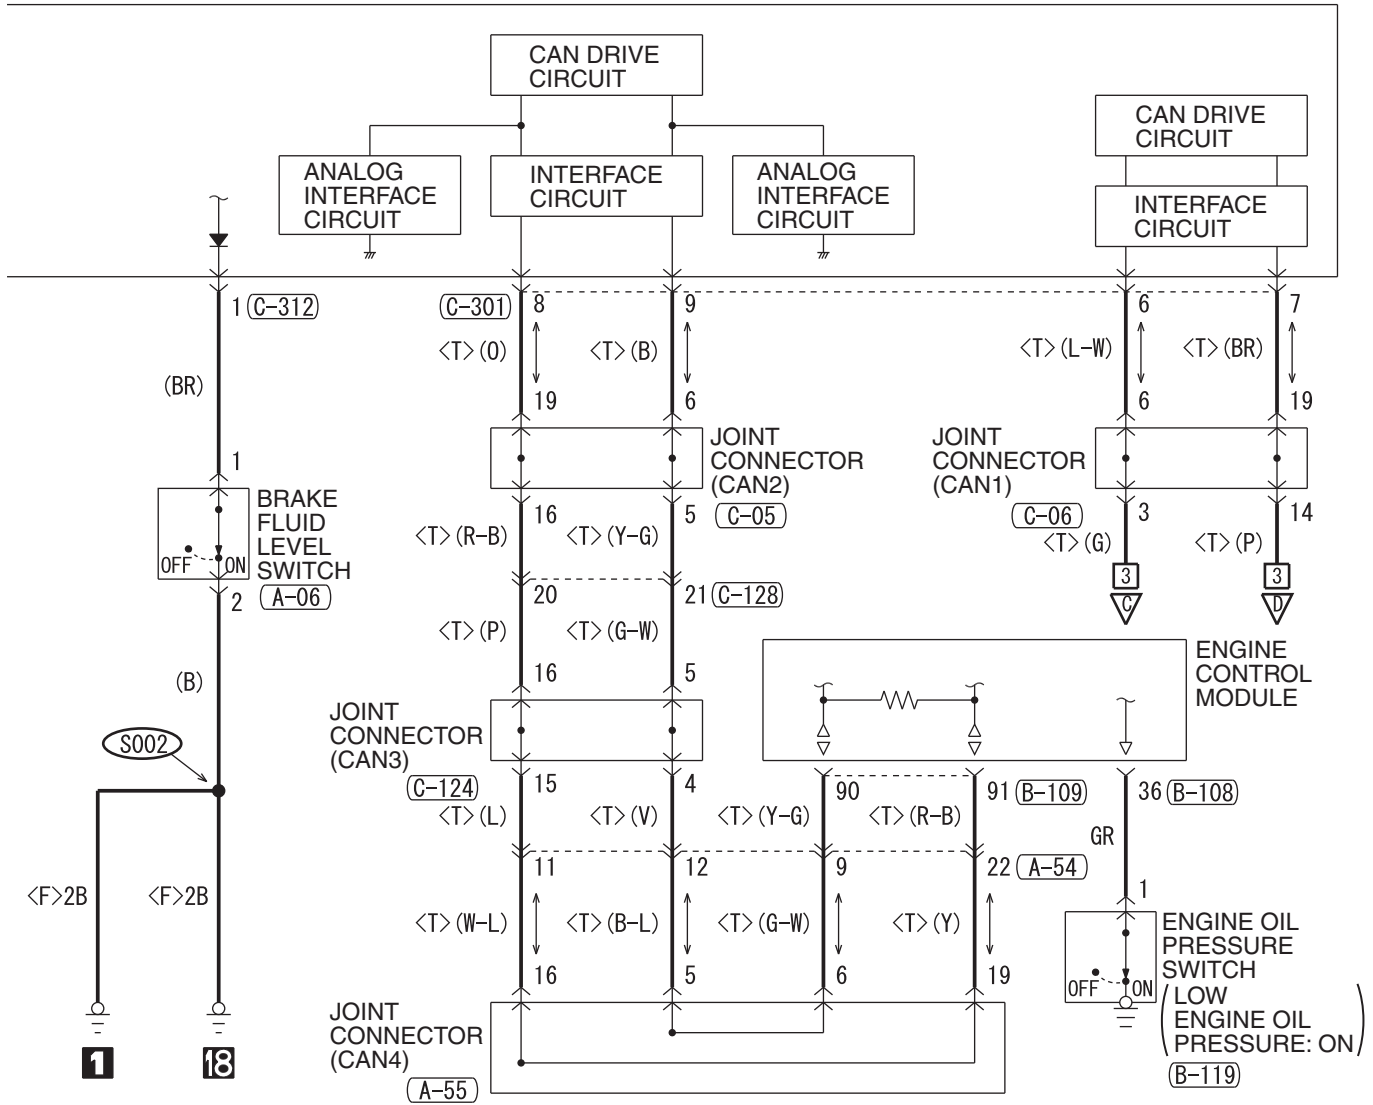 CAN DRIVE
CIRCUIT
CAN DRIVE
CIRCUIT
ANALOG
INTERFACE
CIRCUIT
INTERFACE
CIRCUIT
ANALOG
INTERFACE
CIRCUIT
INTERFACE
CIRCUIT
1 (C-312)
(C-301) 8
9
6
7
<T>(O)
<T>(B)
<T>(L-W)
<T>(BR)
(BR)
19
6
6
19
1
JOINT
CONNECTOR
(CAN2)
C-05
JOINT
CONNECTOR
(CAN1)
C-06
BRAKE
FLUID
LEVEL
SWITCH
A-06
OFF
ON
2
16
5
3
14
<T>(R-B)
<T>(Y-G)
<T>(G)
<T>(P)
3
3
C
D
20
21 (C-128)
<T>(P)
<T>(G-W)
16
5
(B)
S002
ENGINE
CONTROL
MODULE
JOINT
CONNECTOR
(CAN3)
C-124
15
4
90
91 (B-109)
36 (B-108)
<T>(L)
<T>(V)
<T>(Y-G)
<T>(R-B)
GR
11
12
9
22 (A-54)
1
<F>2B
<F>2B
<T>(W-L)
<T>(B-L)
<T>(G-W)
<T>(Y)
16
5
6
19
ENGINE OIL
PRESSURE
SWITCH
(LOW
ENGINE OIL
PRESSURE: ON)
B-119
OFF
ON
JOINT
CONNECTOR
(CAN4)
A-55
1
18